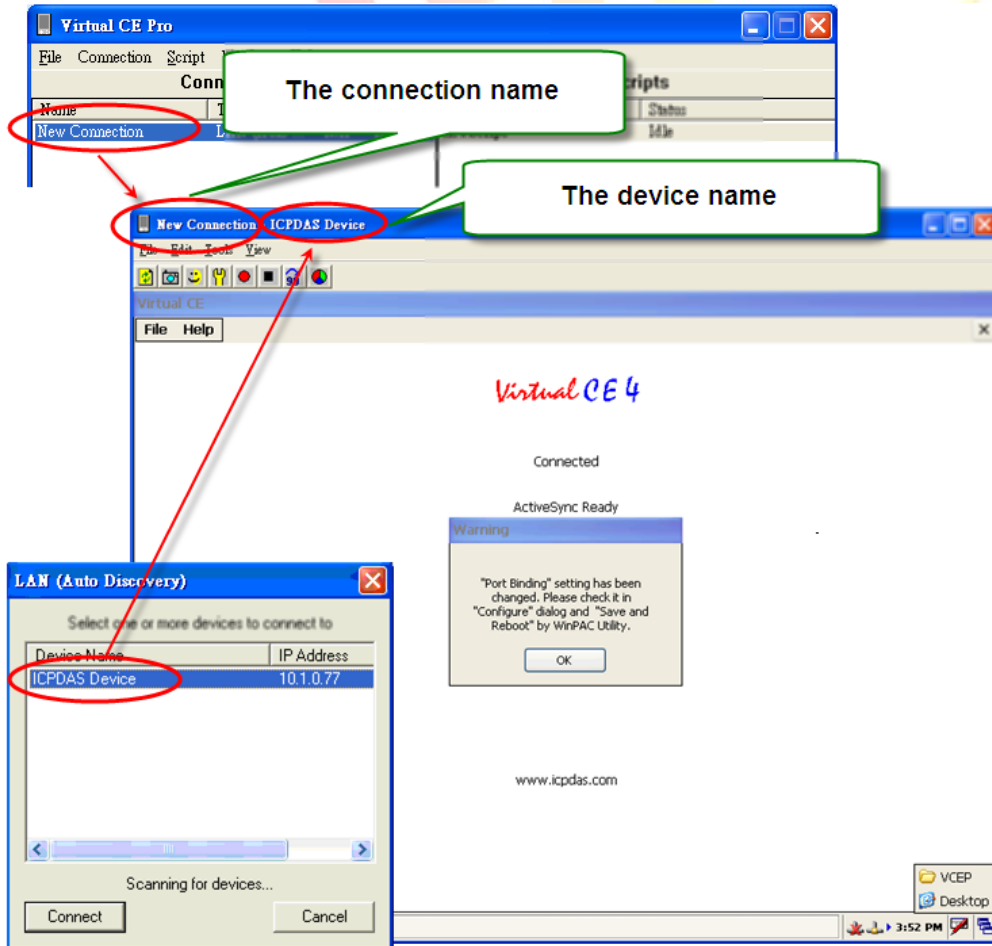 Virtual CE Pro
File Connection Script
The connection name
Name
Status
New Connection
Idle
The device name
New Connection ICPDAS Device
File Edit Tools View
Virtual CE
File Help
Virtual CE 4
Connected
ActiveSync Ready
Warning
"Port Binding" setting has been
changed. Please check it in
"Configure" dialog and "Save and
Reboot" by WinPAC Utility.
OK
www.icpdas.com
LAN (Auto Discovery)
Select one or more devices to connect to
Device Name IP Address
ICPDAS Device 10.1.0.77
Scanning for devices...
Connect Cancel
VCEP
Desktop
3:52 PM